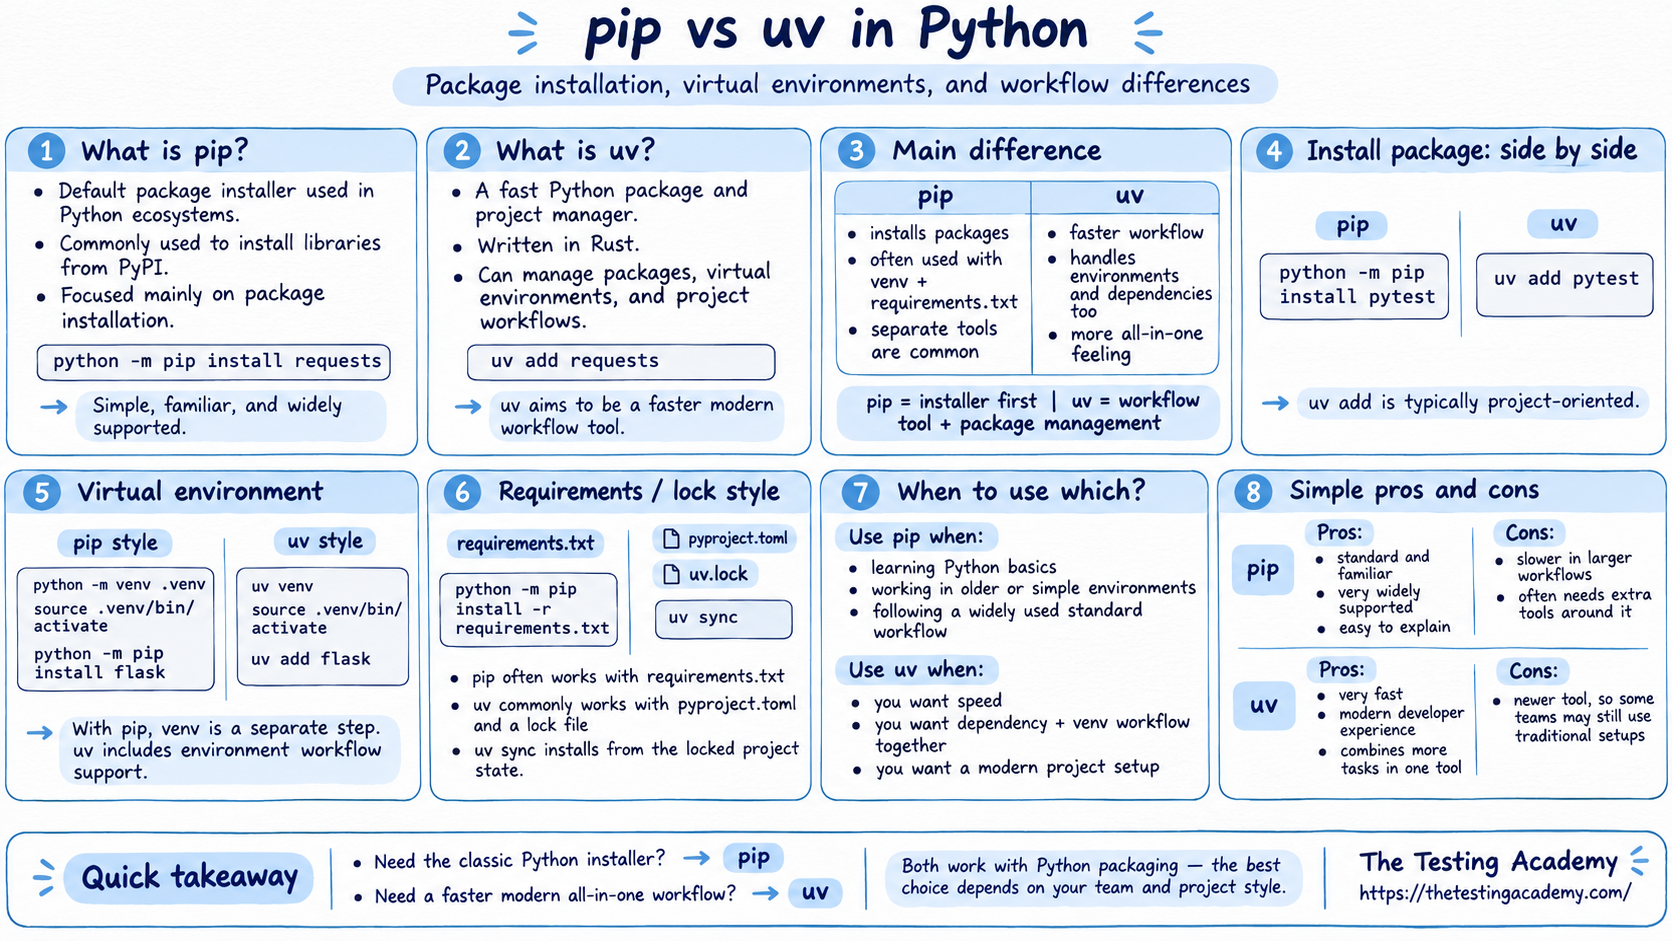 pip vs uv in Python
Package installation, virtual environments, and workflow differences
1 What is pip?
• Default package installer used in
Python ecosystems.
• Commonly used to install libraries
from PyPI.
• Focused mainly on package
installation.
python -m pip install requests
→ Simple, familiar, and widely
supported.
2 What is uv?
• A fast Python package and
project manager.
• Written in Rust.
• Can manage packages, virtual
environments, and project
workflows.
uv add requests
→ uv aims to be a faster modern
workflow tool.
3 Main difference
pip
• installs packages
• often used with
venv +
requirements.txt
• separate tools
are common
uv
• faster workflow
• handles
environments
and dependencies
too
• more all-in-one
feeling
pip = installer first | uv = workflow
tool + package management
4 Install package: side by side
pip
python -m pip
install pytest
uv
uv add pytest
→ uv add is typically project-oriented.
5 Virtual environment
pip style
python -m venv .venv
source .venv/bin/
activate
python -m pip
install flask
uv style
uv venv
source .venv/bin/
activate
uv add flask
→ With pip, venv is a separate step.
uv includes environment workflow
support.
6 Requirements / lock style
requirements.txt
python -m pip
install -r
requirements.txt
pyproject.toml
uv.lock
uv sync
• pip often works with requirements.txt
• uv commonly works with pyproject.toml
and a lock file
• uv sync installs from the locked project
state.
7 When to use which?
Use pip when:
• learning Python basics
• working in older or simple environments
• following a widely used standard
workflow
Use uv when:
• you want speed
• you want dependency + venv workflow
together
• you want a modern project setup
8 Simple pros and cons
pip
Pros:
• standard and
familiar
• very widely
supported
• easy to explain
Cons:
• slower in larger
workflows
• often needs extra
tools around it
uv
Pros:
• very fast
• modern developer
experience
• combines more
tasks in one tool
Cons:
• newer tool, so some
teams may still use
traditional setups
Quick takeaway
• Need the classic Python installer? → pip
• Need a faster modern all-in-one workflow? → uv
Both work with Python packaging — the best
choice depends on your team and project style.
The Testing Academy
https://thetestingacademy.com/